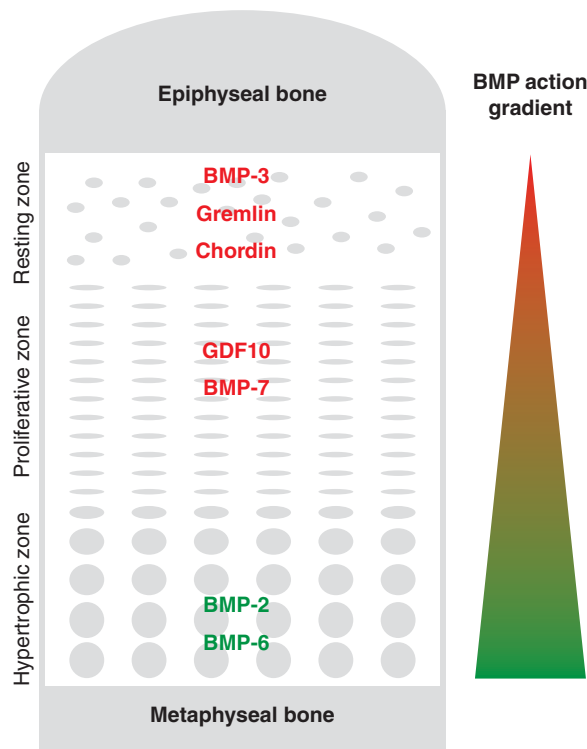 Epiphyseal bone
BMP action
gradient
Resting zone
BMP-3
Gremlin
Chordin
Proliferative zone
GDF10
BMP-7
Hypertrophic zone
BMP-2
BMP-6
Metaphyseal bone